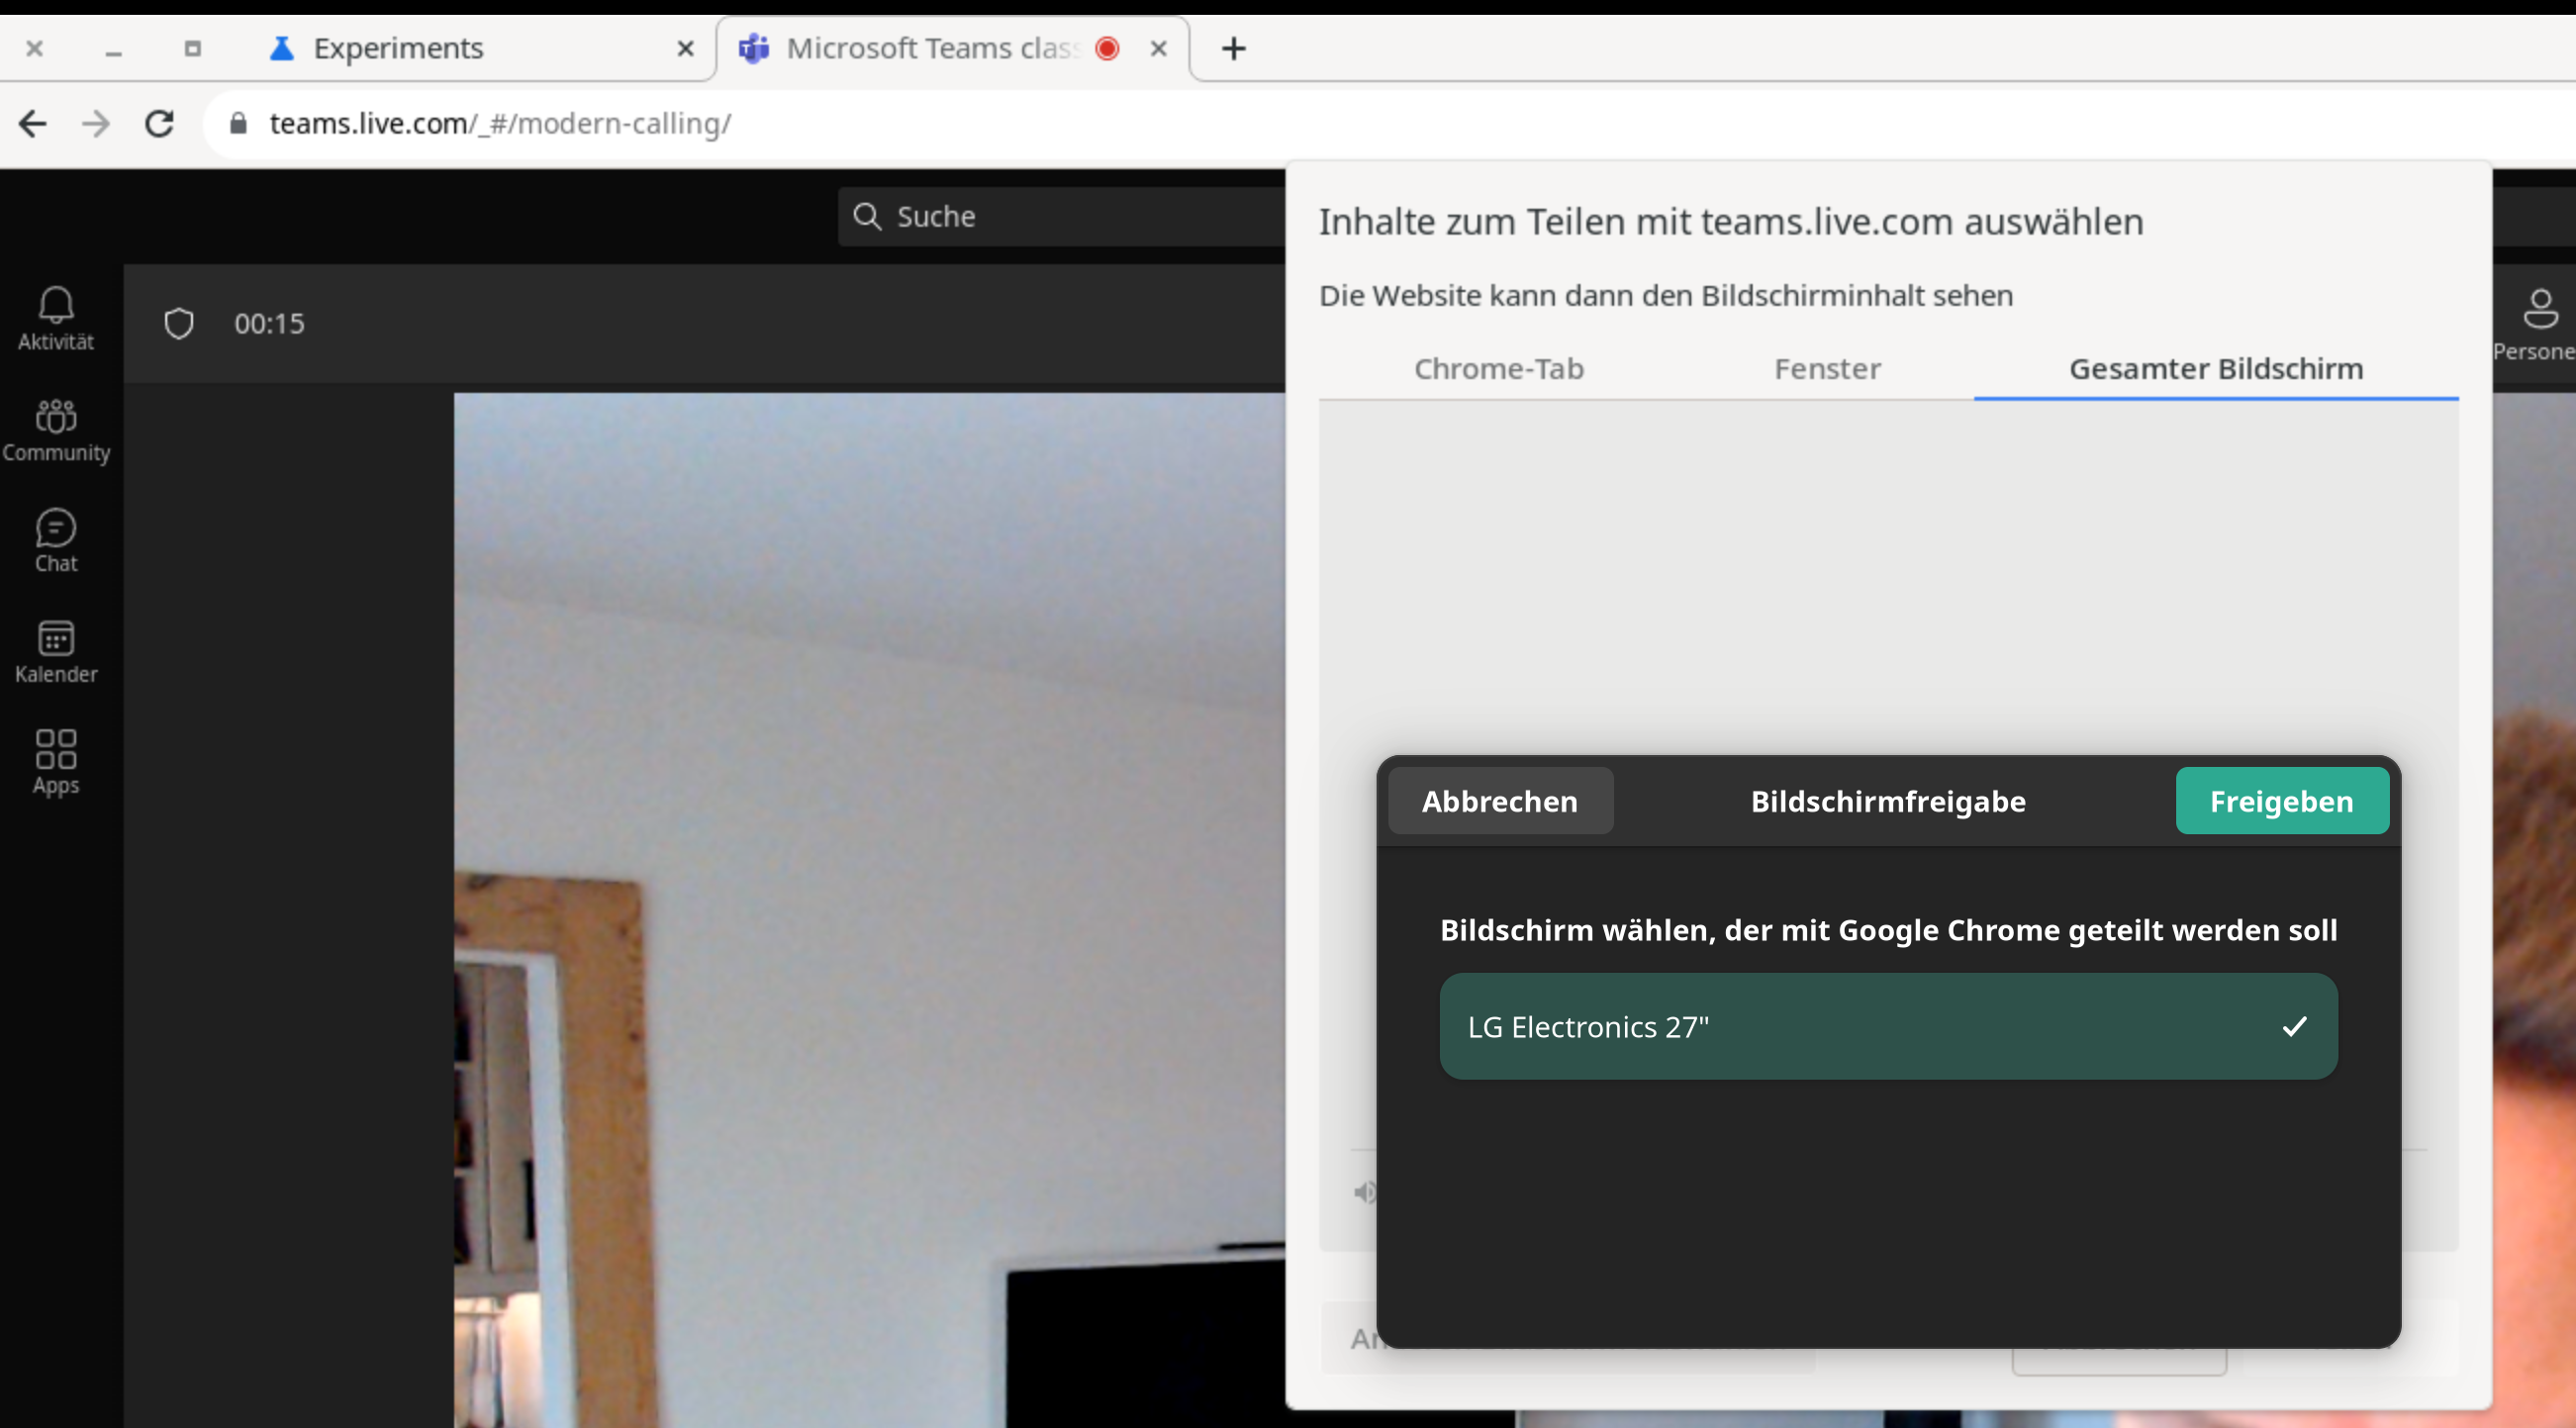 Experiments
Microsoft Teams clas
teams.live.com/_#/modern-calling/
Suche
Aktivität
Community
Chat
Kalender
Apps
00:15
Inhalte zum Teilen mit teams.live.com auswählen
Die Website kann dann den Bildschirminhalt sehen
Chrome-Tab Fenster Gesamter Bildschirm
Persone
Abbrechen Bildschirmfreigabe Freigeben
Bildschirm wählen, der mit Google Chrome geteilt werden soll
LG Electronics 27"